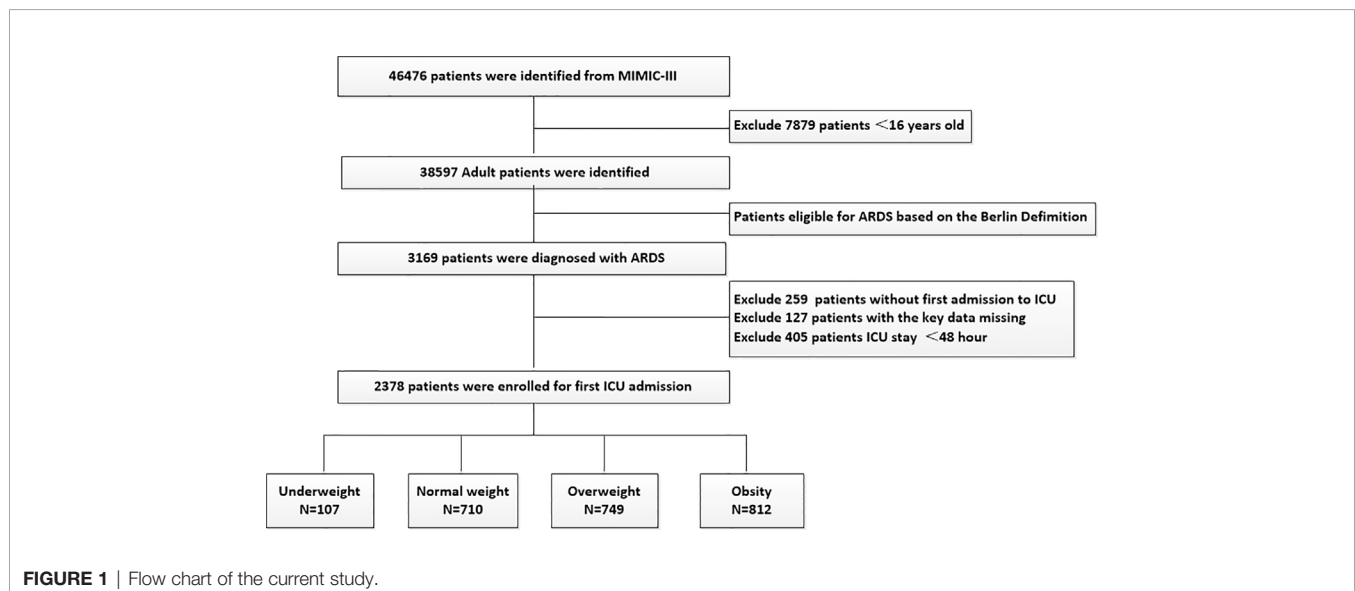 46476 patients were identified from MIMIC-III
Exclude 7879 patients <16 years old
38597 Adult patients were identified
Patients eligible for ARDS based on the Berlin Defimition
3169 patients were diagnosed with ARDS
Exclude 259 patients without first admission to ICU
Exclude 127 patients with the key data missing
Exclude 405 patients ICU stay <48 hour
2378 patients were enrolled for first ICU admission
Underweight
N=107
Normal weight
N=710
Overweight
N=749
Obsity
N=812
FIGURE 1 | Flow chart of the current study.